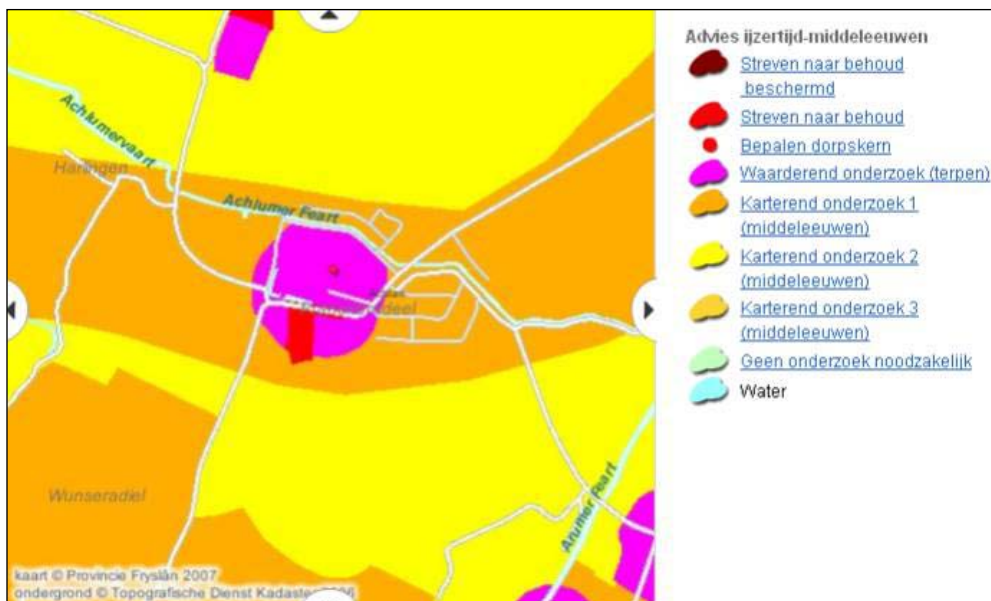 Achlumervaart
Harlingen
Achlumer Feart
Wunseradiel
Arumer Feart
kaart © Provincie Fryslân 2007
ondergrond © Topografische Dienst Kadaster
Advies ijzertijd-middeleeuwen
Streven naar behoud
beschermd
Streven naar behoud
Bepalen dorpskern
Waarderend onderzoek (terpen)
Karterend onderzoek 1
(middeleeuwen)
Karterend onderzoek 2
(middeleeuwen)
Karterend onderzoek 3
(middeleeuwen)
Geen onderzoek noodzakelijk
Water